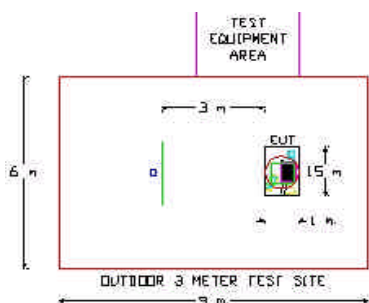 TEST
EQUIPMENT
AREA
3 m
EUT
6 m
1.5 m
1 m
OUTDOOR 3 METER TEST SITE
9 m